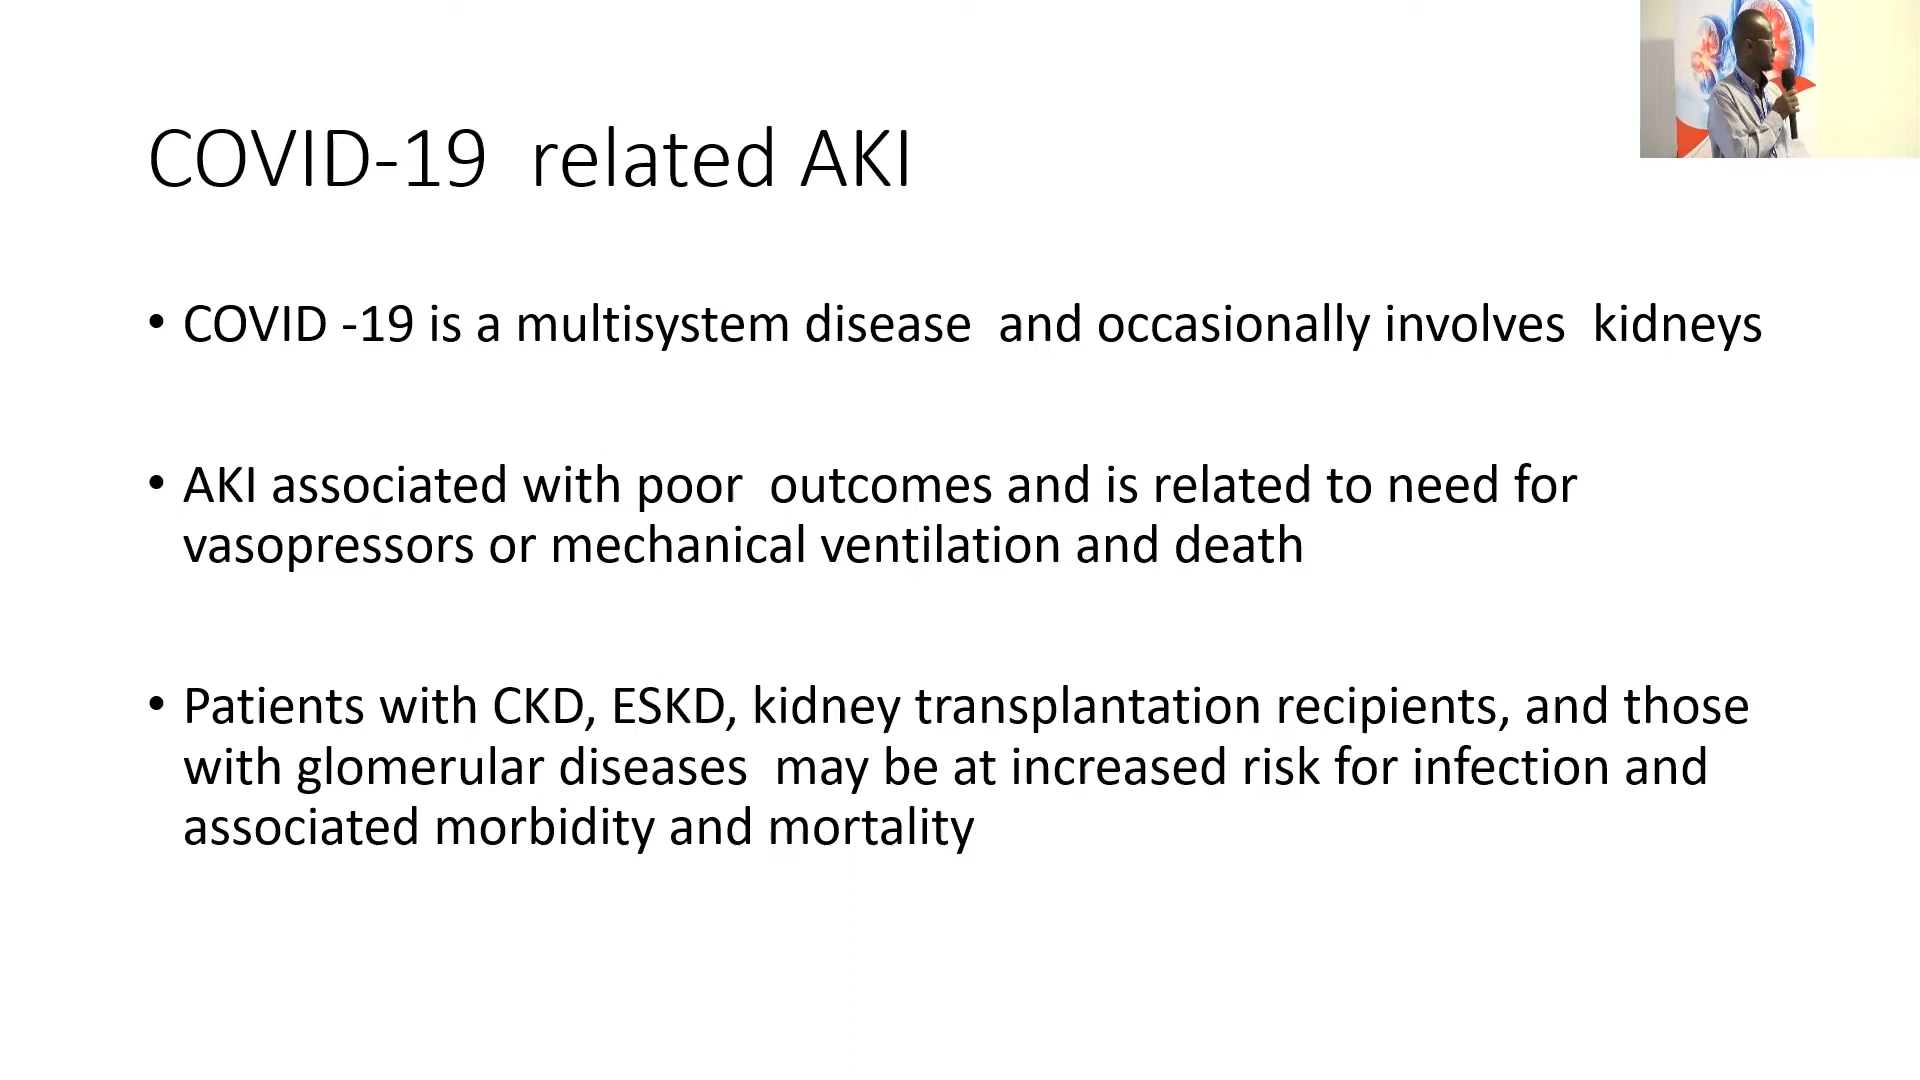 COVID-19  related AKI
• COVID -19 is a multisystem disease  and occasionally involves  kidneys
• AKI associated with poor  outcomes and is related to need for
vasopressors or mechanical ventilation and death
• Patients with CKD, ESKD, kidney transplantation recipients, and those
with glomerular diseases  may be at increased risk for infection and
associated morbidity and mortality